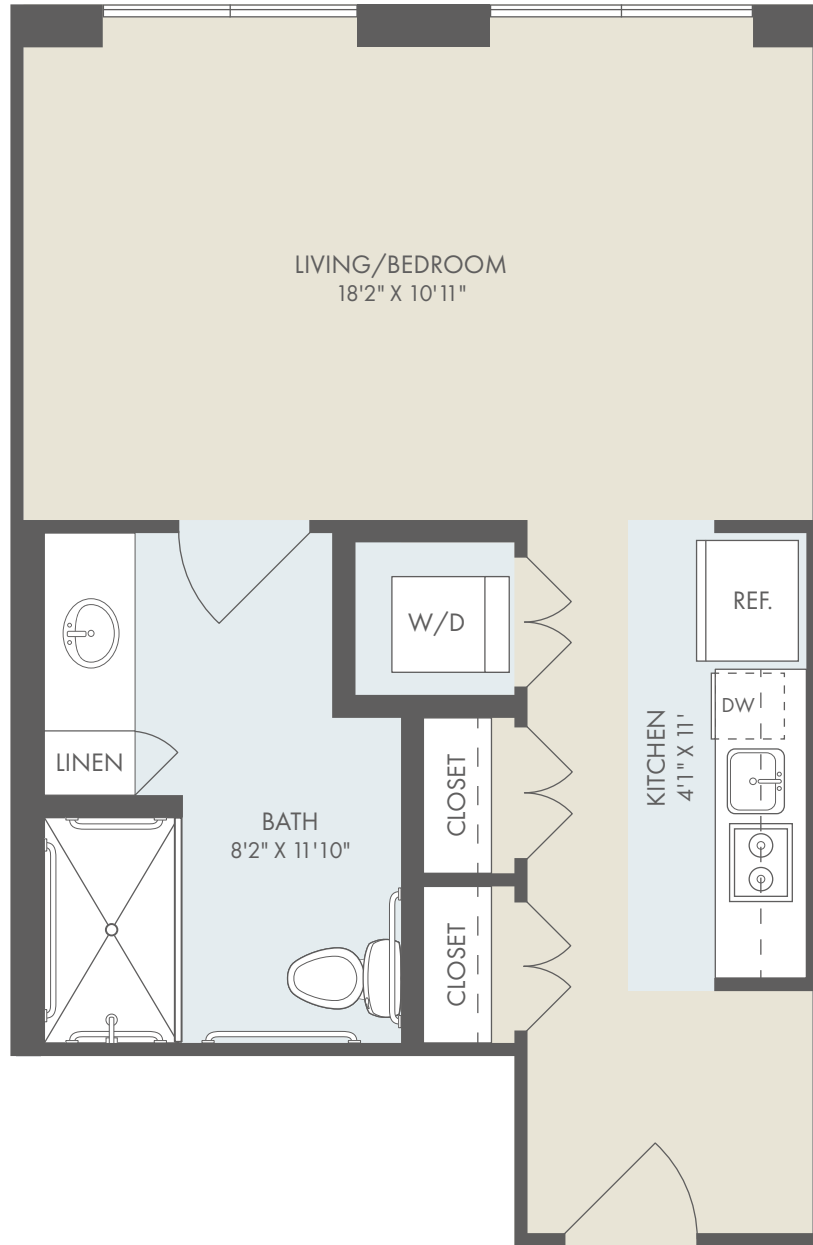 LIVING/BEDROOM
18'2" X 10'11"
W/D
REF.
DW
LINEN
CLOSET
KITCHEN
4'1" X 11'
BATH
8'2" X 11'10"
CLOSET